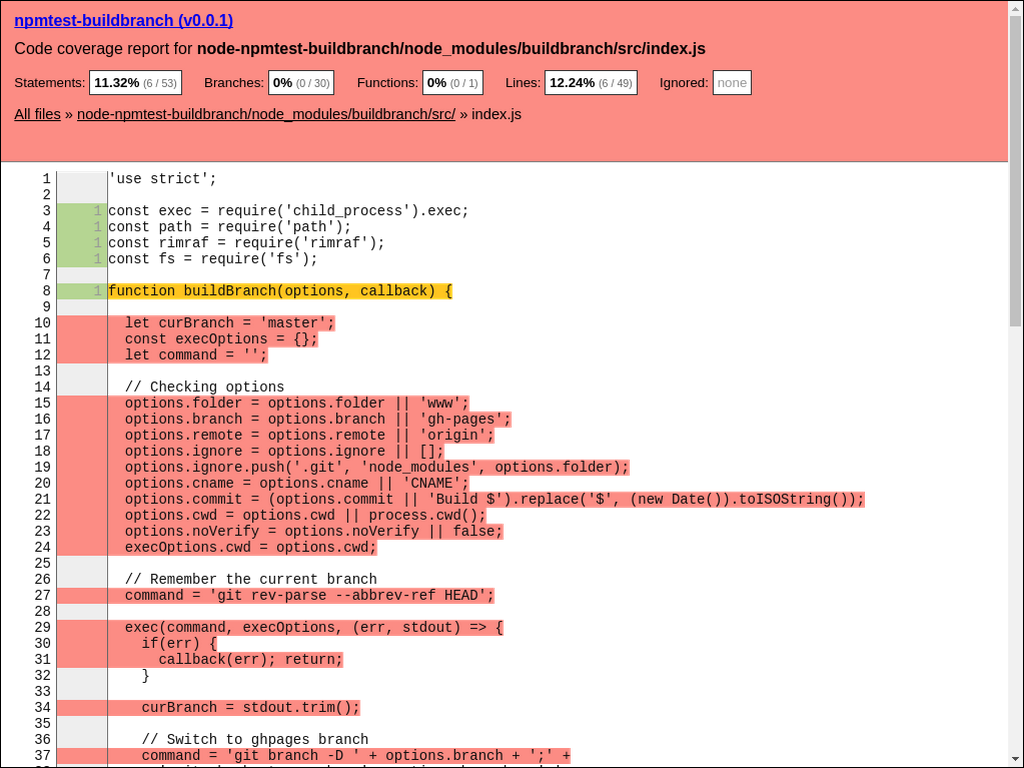 npmtest-buildbranch (v0.0.1)
Code coverage report for node-npmtest-buildbranch/node_modules/buildbranch/src/index.js
Statements: 11.32% (6 / 53) Branches: 0% (0 / 30) Functions: 0% (0 / 1) Lines: 12.24% (6 / 49) Ignored: none
All files » node-npmtest-buildbranch/node_modules/buildbranch/src/ » index.js
1 'use strict';
2
3 1 const exec = require('child_process').exec;
4 1 const path = require('path');
5 1 const rimraf = require('rimraf');
6 1 const fs = require('fs');
7
8 1 function buildBranch(options, callback) {
9
10 let curBranch = 'master';
11 const execOptions = {};
12 let command = '';
13
14 // Checking options
15 options.folder = options.folder || 'www';
16 options.branch = options.branch || 'gh-pages';
17 options.remote = options.remote || 'origin';
18 options.ignore = options.ignore || [];
19 options.ignore.push('.git', 'node_modules', options.folder);
20 options.cname = options.cname || 'CNAME';
21 options.commit = (options.commit || 'Build $').replace('$', (new Date()).toISOString());
22 options.cwd = options.cwd || process.cwd();
23 options.noVerify = options.noVerify || false;
24 execOptions.cwd = options.cwd;
25
26 // Remember the current branch
27 command = 'git rev-parse --abbrev-ref HEAD';
28
29 exec(command, execOptions, (err, stdout) => {
30 if(err) {
31 callback(err); return;
32 }
33
34 curBranch = stdout.trim();
35
36 // Switch to ghpages branch
37 command = 'git branch -D ' + options.branch + ';' +